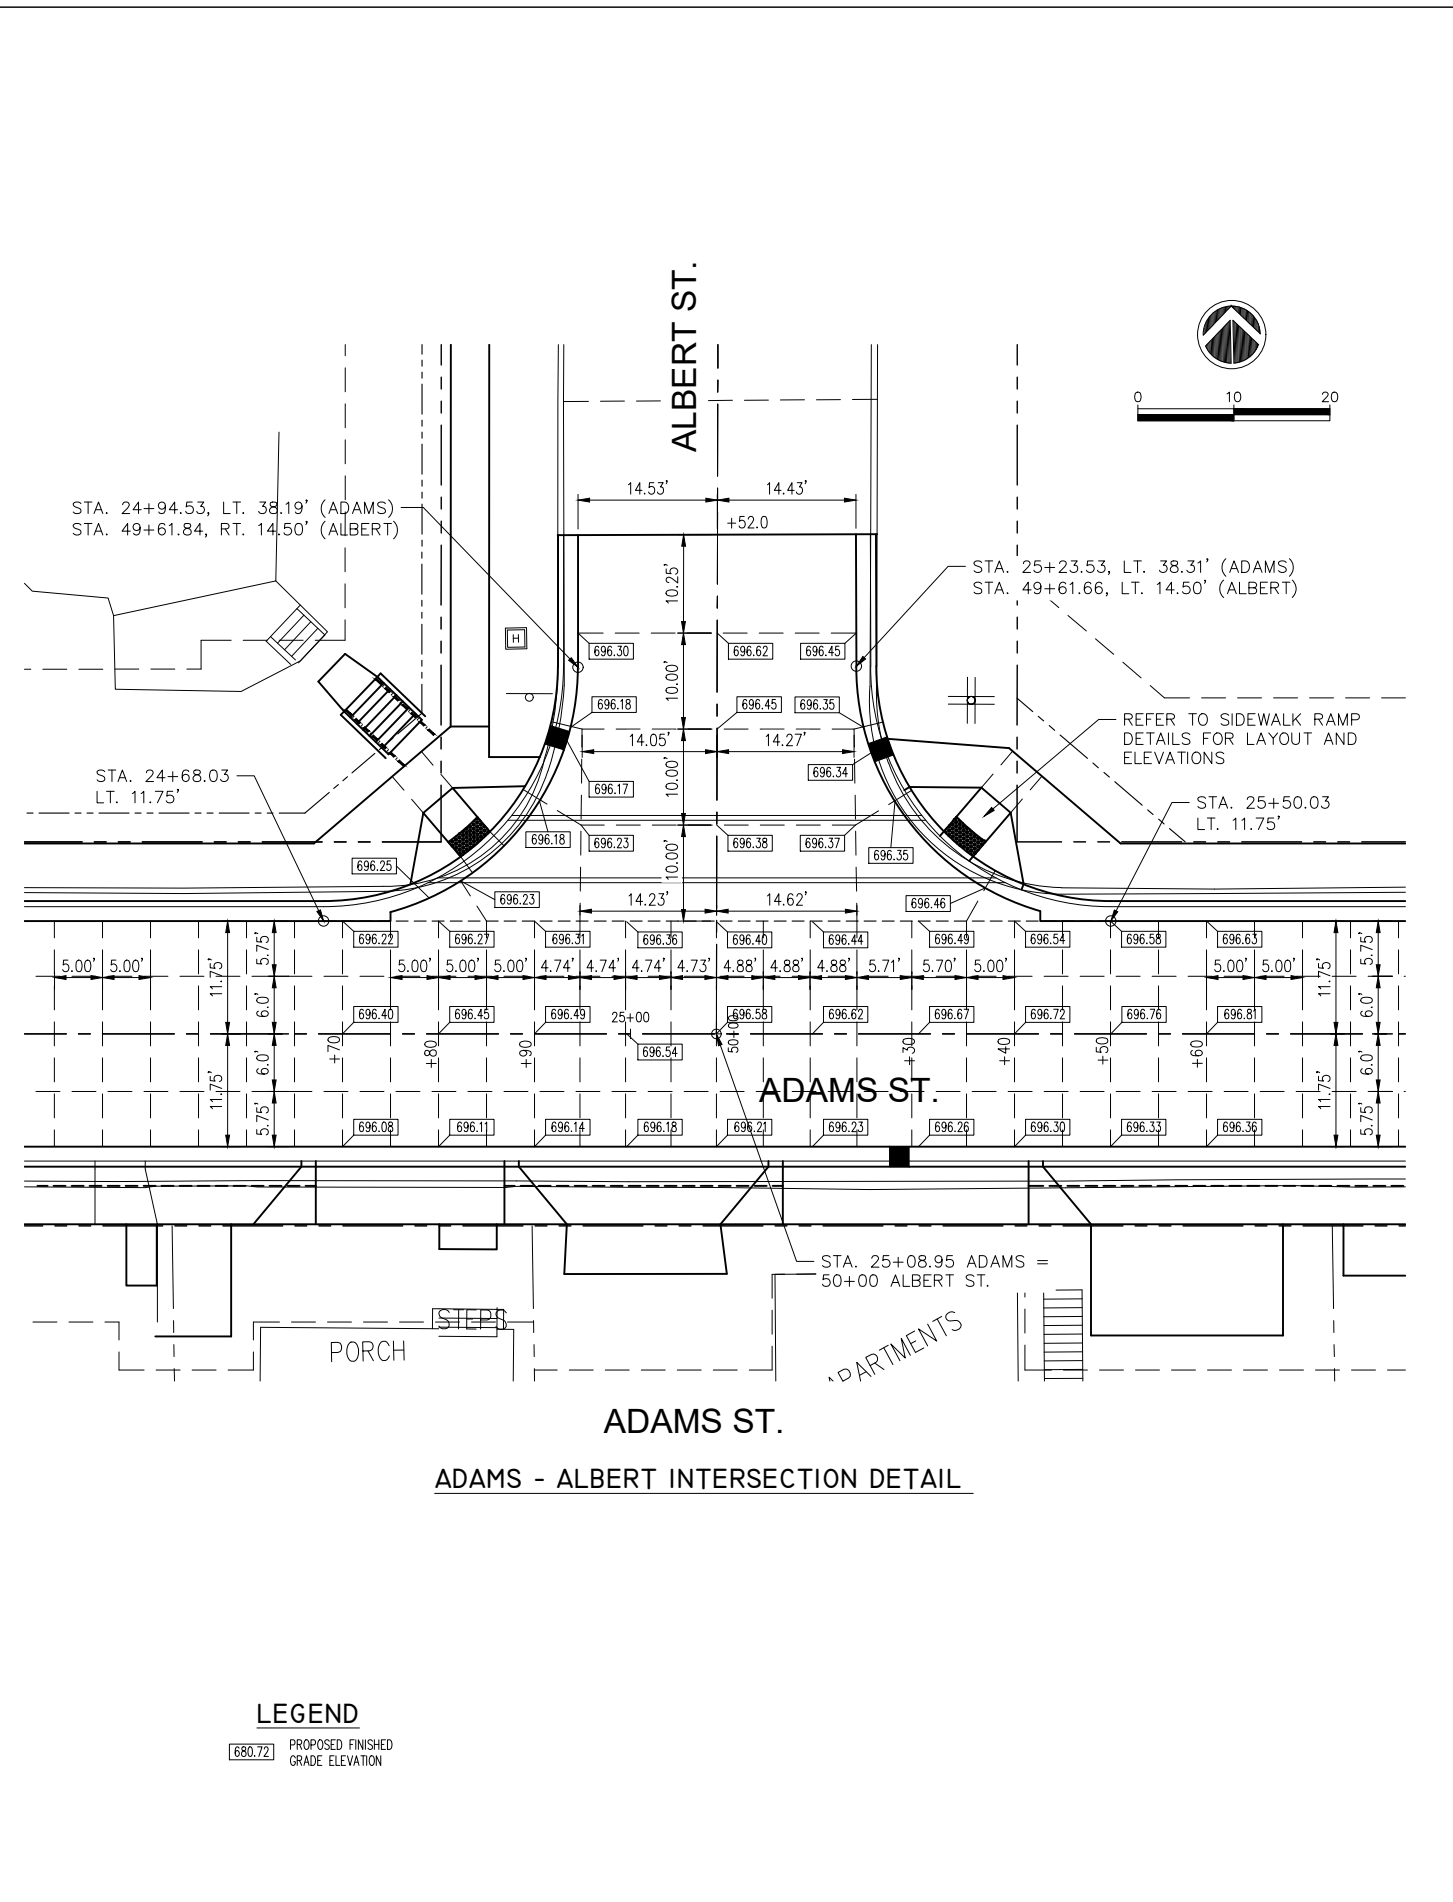 ALBERT ST.
0 10 20
14.53' 14.43'
STA. 24+94.53, LT. 38.19' (ADAMS)
STA. 49+61.84, RT. 14.50' (ALBERT)
+52.0
STA. 25+23.53, LT. 38.31' (ADAMS)
STA. 49+61.66, LT. 14.50' (ALBERT)
10.25'
H
696.30 696.62 696.45
10.00'
696.18 696.45 696.35
REFER TO SIDEWALK RAMP
DETAILS FOR LAYOUT AND
ELEVATIONS
14.05' 14.27'
696.34
STA. 24+68.03
LT. 11.75'
696.17
10.00'
STA. 25+50.03
LT. 11.75'
696.18 696.23 696.38 696.37
696.35
696.25
10.00'
696.23 14.23' 14.62' 696.46
696.22 696.27 696.31 696.36 696.40 696.44 696.49 696.54 696.58 696.63
5.00' 5.00' 11.75' 5.75' 5.00' 5.00' 5.00' 4.74' 4.74' 4.74' 4.73' 4.88' 4.88' 4.88' 5.71' 5.70' 5.00' 5.00' 5.00' 11.75' 5.75'
6.0' 6.0'
696.40 696.45 696.49 25+00 696.58 696.62 696.67 696.72 696.76 696.81
+70 +80 +90 696.54 50+00 +30 +40 +50 +60
11.75' 6.0' 11.75' 6.0'
ADAMS ST.
5.75' 5.75'
696.08 696.11 696.14 696.18 696.21 696.23 696.26 696.30 696.33 696.36
STA. 25+08.95 ADAMS =
50+00 ALBERT ST.
STEPS
PORCH
APARTMENTS
ADAMS ST.
ADAMS - ALBERT INTERSECTION DETAIL
LEGEND
680.72 PROPOSED FINISHED
GRADE ELEVATION